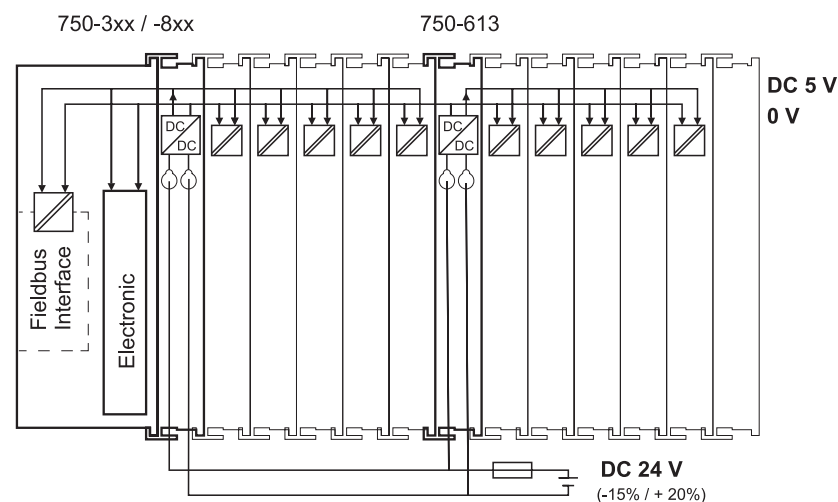 750-3xx / -8xx
750-613
DC 5 V
0 V
DC
DC
DC
DC
Fieldbus
Interface
Electronic
DC 24 V
(-15% / + 20%)